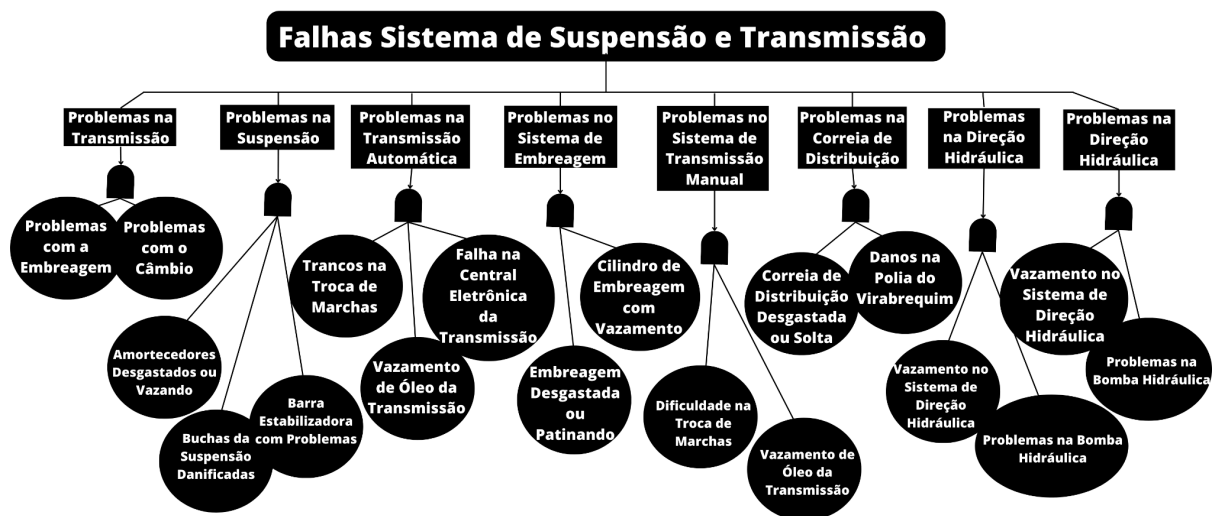 Falhas Sistema de Suspensão e Transmissão
Problemas na
Transmissão
Problemas na
Suspensão
Problemas na
Transmissão
Automática
Problemas no
Sistema de
Embreagem
Problemas no
Sistema de
Transmissão
Manual
Problemas na
Correia de
Distribuição
Problemas
na Direção
Hidráulica
Problemas na
Direção
Hidráulica
Problemas
com a
Embreagem
Problemas
com o
Câmbio
Amortecedores
Desgastados ou
Vazando
Buchas da
Suspensão
Danificadas
Barra
Estabilizadora
com Problemas
Trancos na
Troca de
Marchas
Vazamento
de Óleo da
Transmissão
Falha na
Central
Eletrônica
da
Transmissão
Embreagem
Desgastada
ou
Patinando
Cilindro de
Embreagem
com
Vazamento
Dificuldade na
Troca de
Marchas
Vazamento de
Óleo da
Transmissão
Correia de
Distribuição
Desgastada
ou Solta
Danos na
Polia do
Virabrequim
Vazamento no
Sistema de
Direção
Hidráulica
Problemas na Bomba
Hidráulica
Vazamento no
Sistema de
Direção
Hidráulica
Problemas na
Bomba Hidráulica